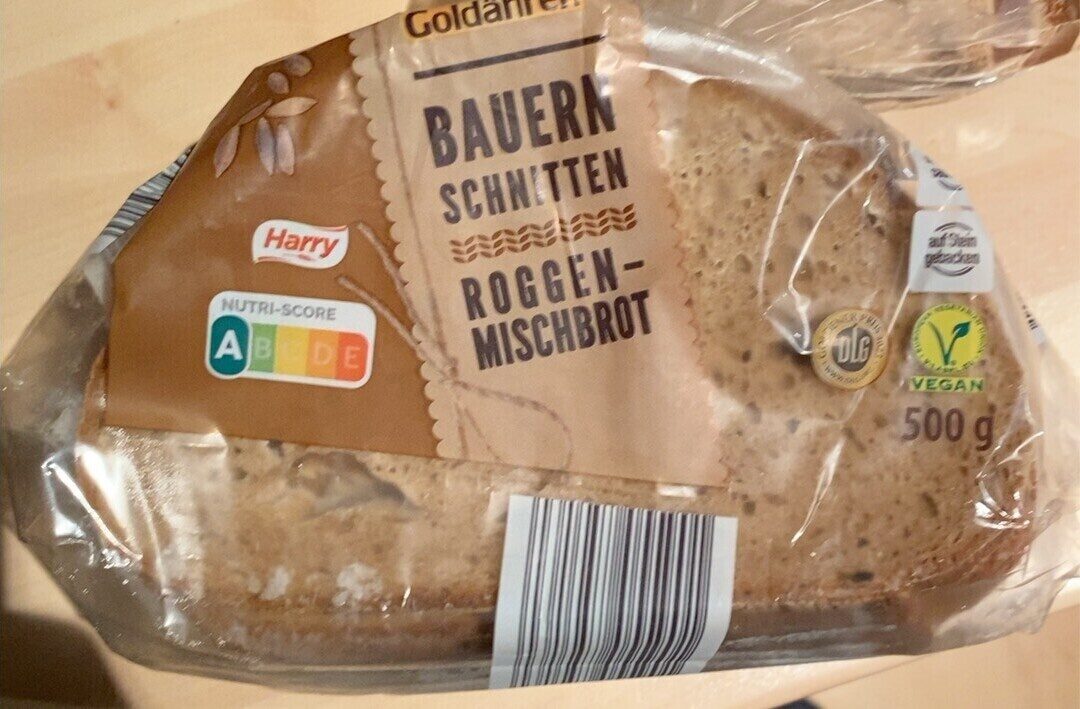 Goldähren
BAUERN
SCHNITTEN
ROGGEN-
MISCHBROT
Harry
NUTRI-SCORE
A B C D E
auf Stein
gebacken
DLG
VEGAN
500 g